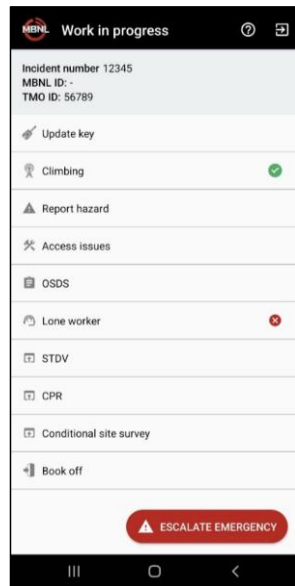 MBNL Work in progress
Incident number 12345
MBNL ID: -
TMO ID: 56789
Update key
Climbing
Report hazard
Access issues
OSDS
Lone worker
STDV
CPR
Conditional site survey
Book off
ESCALATE EMERGENCY